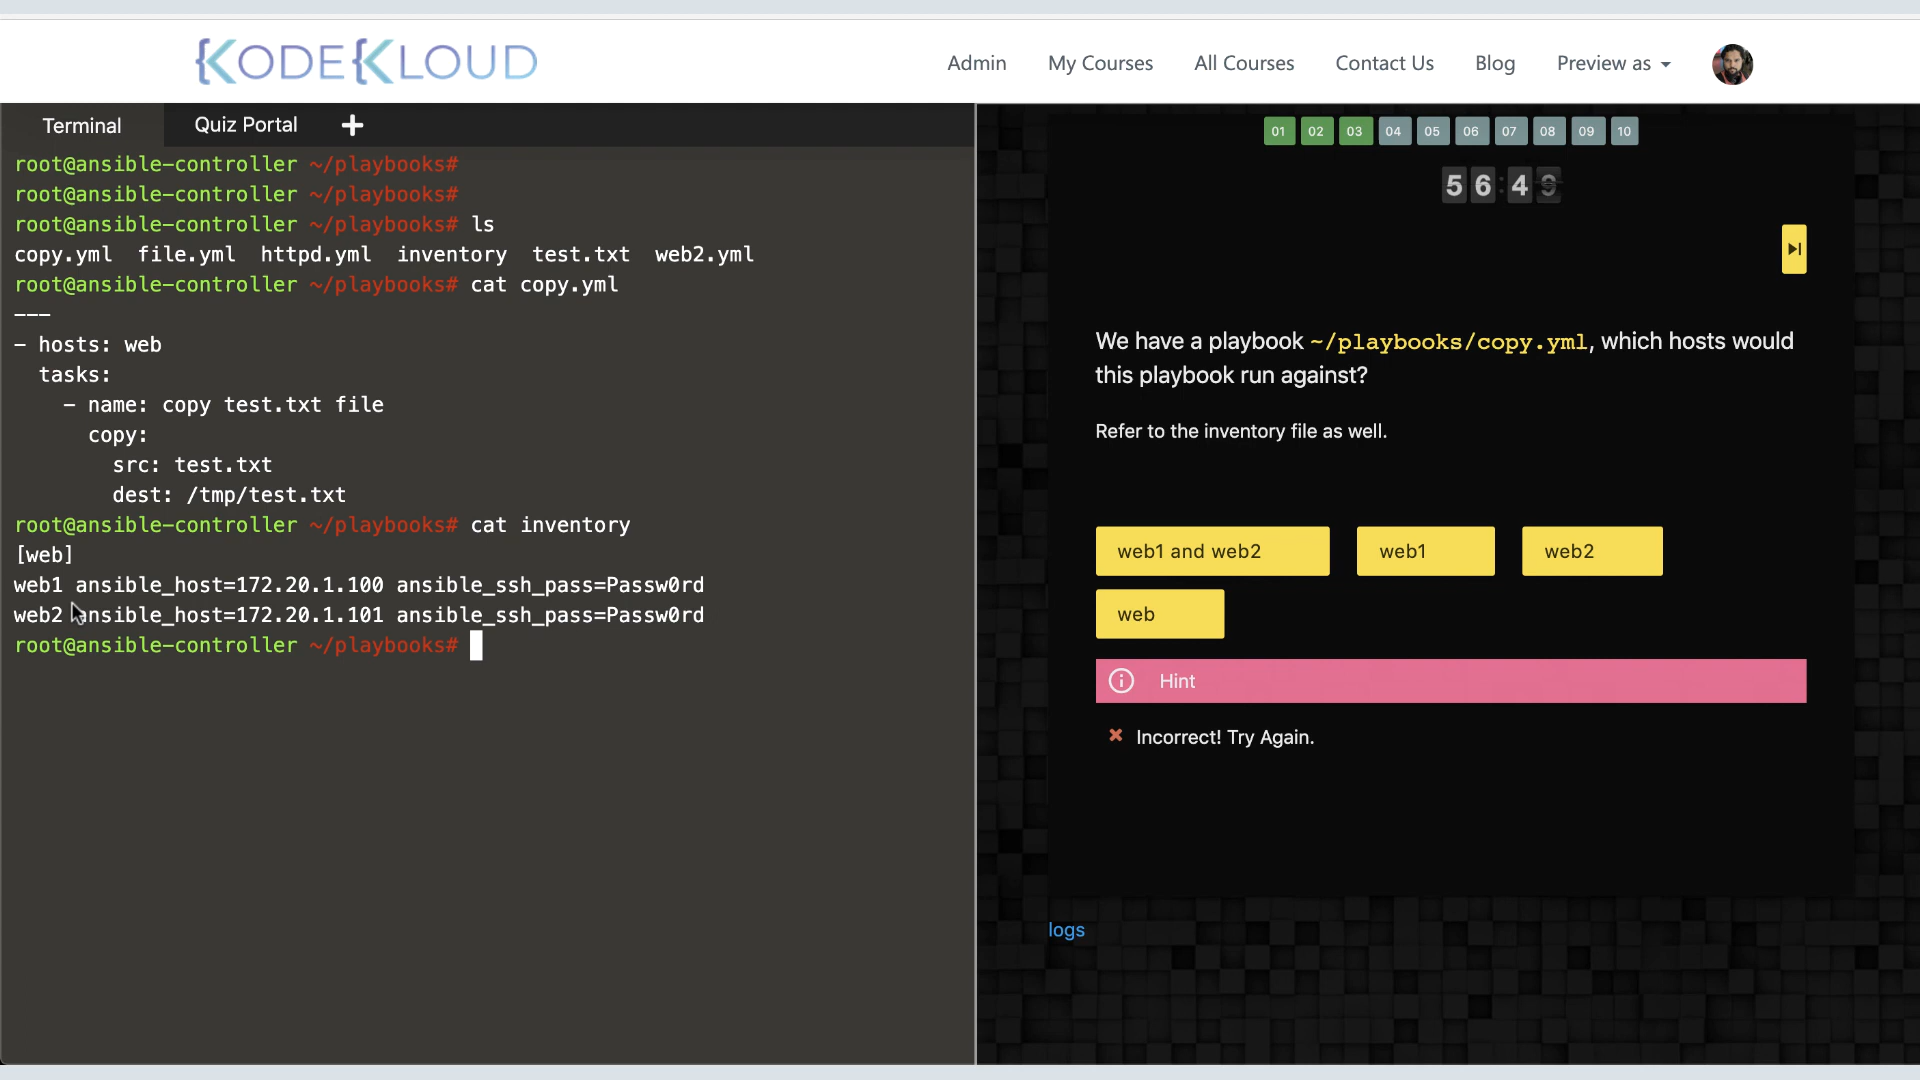 KODEKLOUD
Admin My Courses All Courses Contact Us Blog Preview as
Terminal Quiz Portal +
root@ansible-controller ~/playbooks#
root@ansible-controller ~/playbooks#
root@ansible-controller ~/playbooks# ls
copy.yml file.yml httpd.yml inventory test.txt web2.yml
root@ansible-controller ~/playbooks# cat copy.yml
---
- hosts: web
  tasks:
    - name: copy test.txt file
      copy:
        src: test.txt
        dest: /tmp/test.txt
root@ansible-controller ~/playbooks# cat inventory
[web]
web1 ansible_host=172.20.1.100 ansible_ssh_pass=Passw0rd
web2 ansible_host=172.20.1.101 ansible_ssh_pass=Passw0rd
root@ansible-controller ~/playbooks#
01 02 03 04 05 06 07 08 09 10
56:4
We have a playbook ~/playbooks/copy.yml, which hosts would
this playbook run against?
Refer to the inventory file as well.
web1 and web2 web1 web2
web
Hint
Incorrect! Try Again.
logs